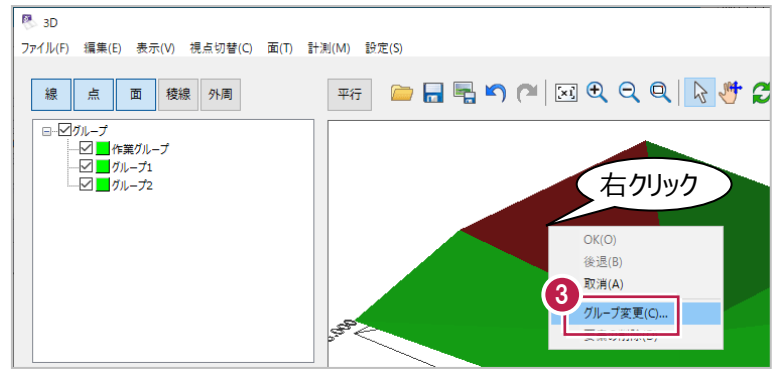 3D
ファイル(F) 編集(E) 表示(V) 視点切替(C) 面(T) 計測(M) 設定(S)
線 点 面 稜線 外周 平行
グループ
作業グループ
グループ1
グループ2
右クリック
OK(O)
後退(B)
取消(A)
3
グループ変更(C)...